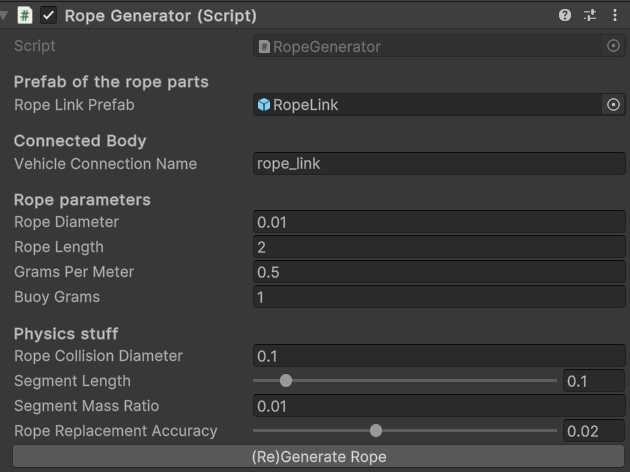 Rope Generator (Script)
Script RopeGenerator
Prefab of the rope parts
Rope Link Prefab RopeLink
Connected Body
Vehicle Connection Name rope_link
Rope parameters
Rope Diameter 0.01
Rope Length 2
Grams Per Meter 0.5
Buoy Grams 1
Physics stuff
Rope Collision Diameter 0.1
Segment Length 0.1
Segment Mass Ratio 0.01
Rope Replacement Accuracy 0.02
(Re)Generate Rope